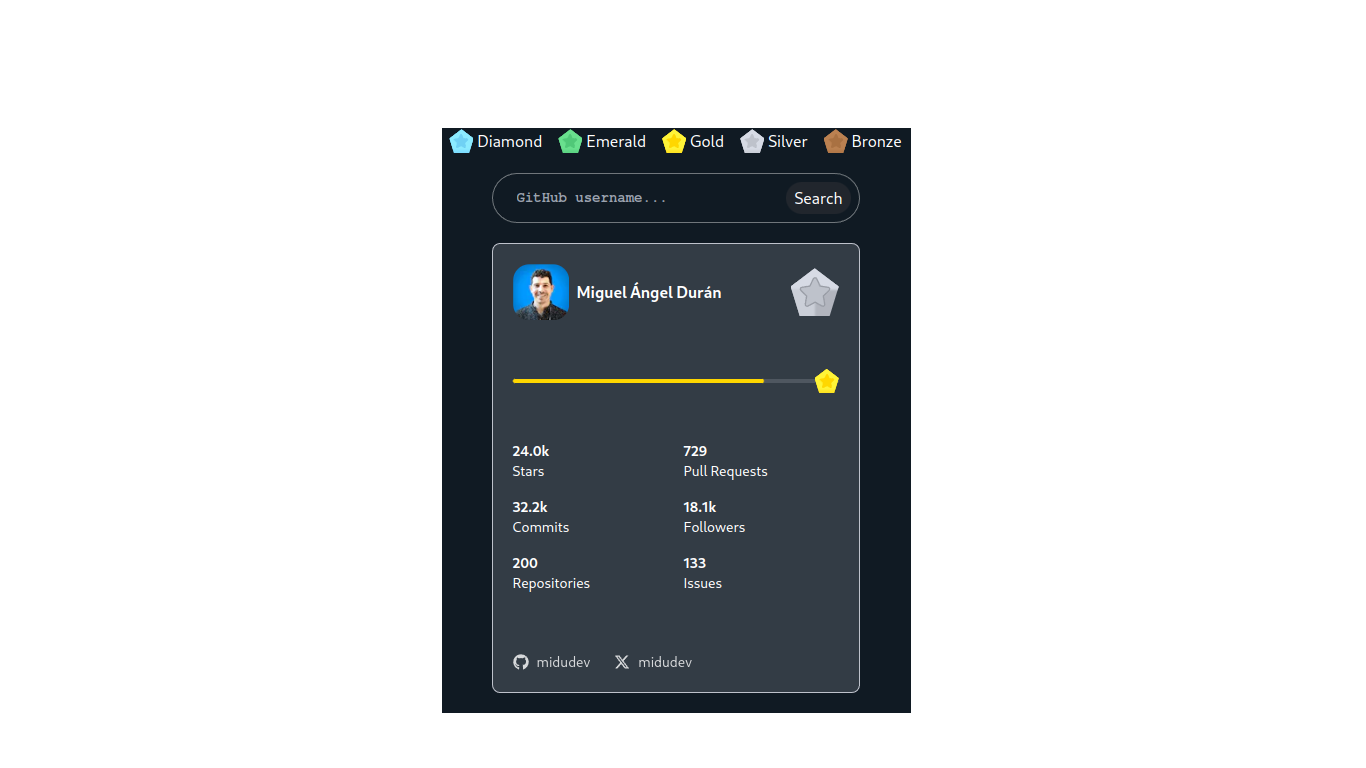 Diamond Emerald Gold Silver Bronze
GitHub username... Search
Miguel Ángel Durán
24.0k 729
Stars Pull Requests
32.2k 18.1k
Commits Followers
200 133
Repositories Issues
midudev midudev